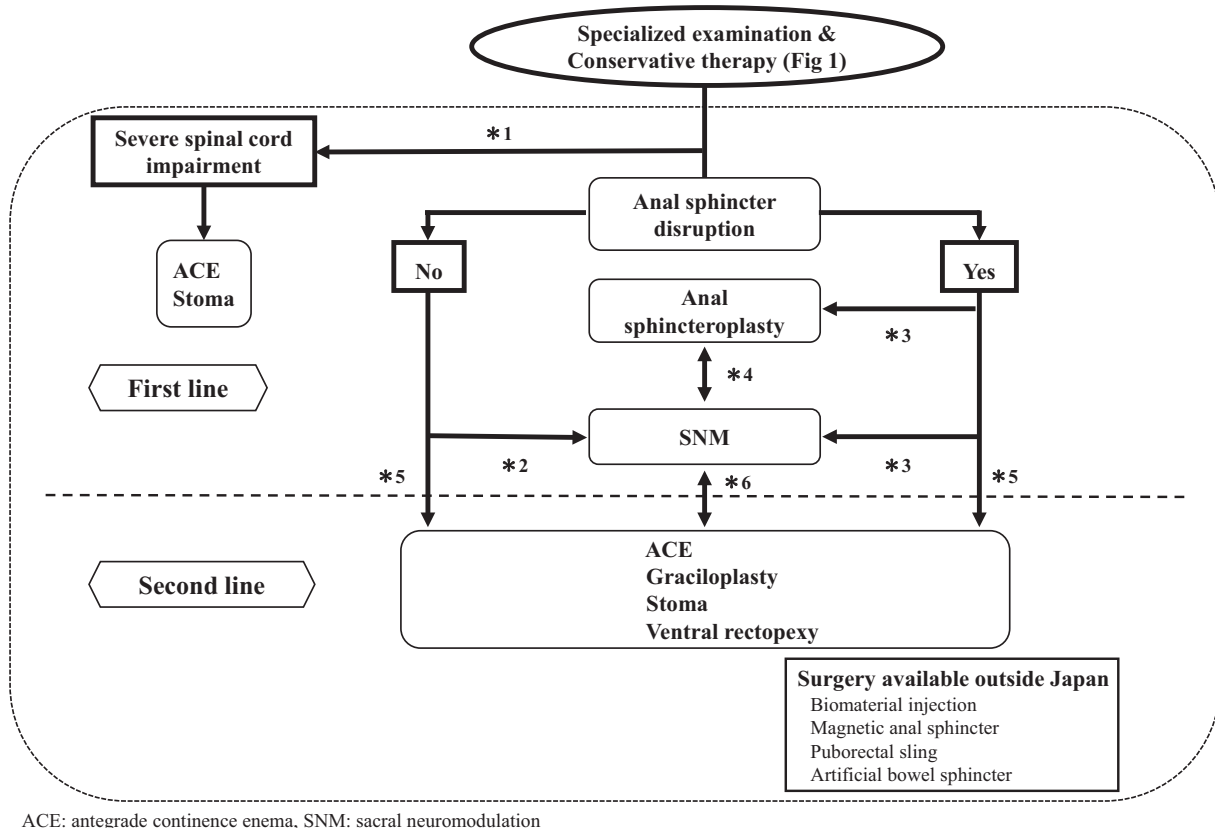 Specialized examination &
Conservative therapy (Fig 1)
*1
Severe spinal cord
impairment
Anal sphincter
disruption
ACE
Stoma
No
Yes
Anal
sphincteroplasty
*3
*4
First line
SNM
*2
*3
*5
*6
*5
Second line
ACE
Graciloplasty
Stoma
Ventral rectopexy
Surgery available outside Japan
Biomaterial injection
Magnetic anal sphincter
Puborectal sling
Artificial bowel sphincter
ACE: antegrade continence enema, SNM: sacral neuromodulation